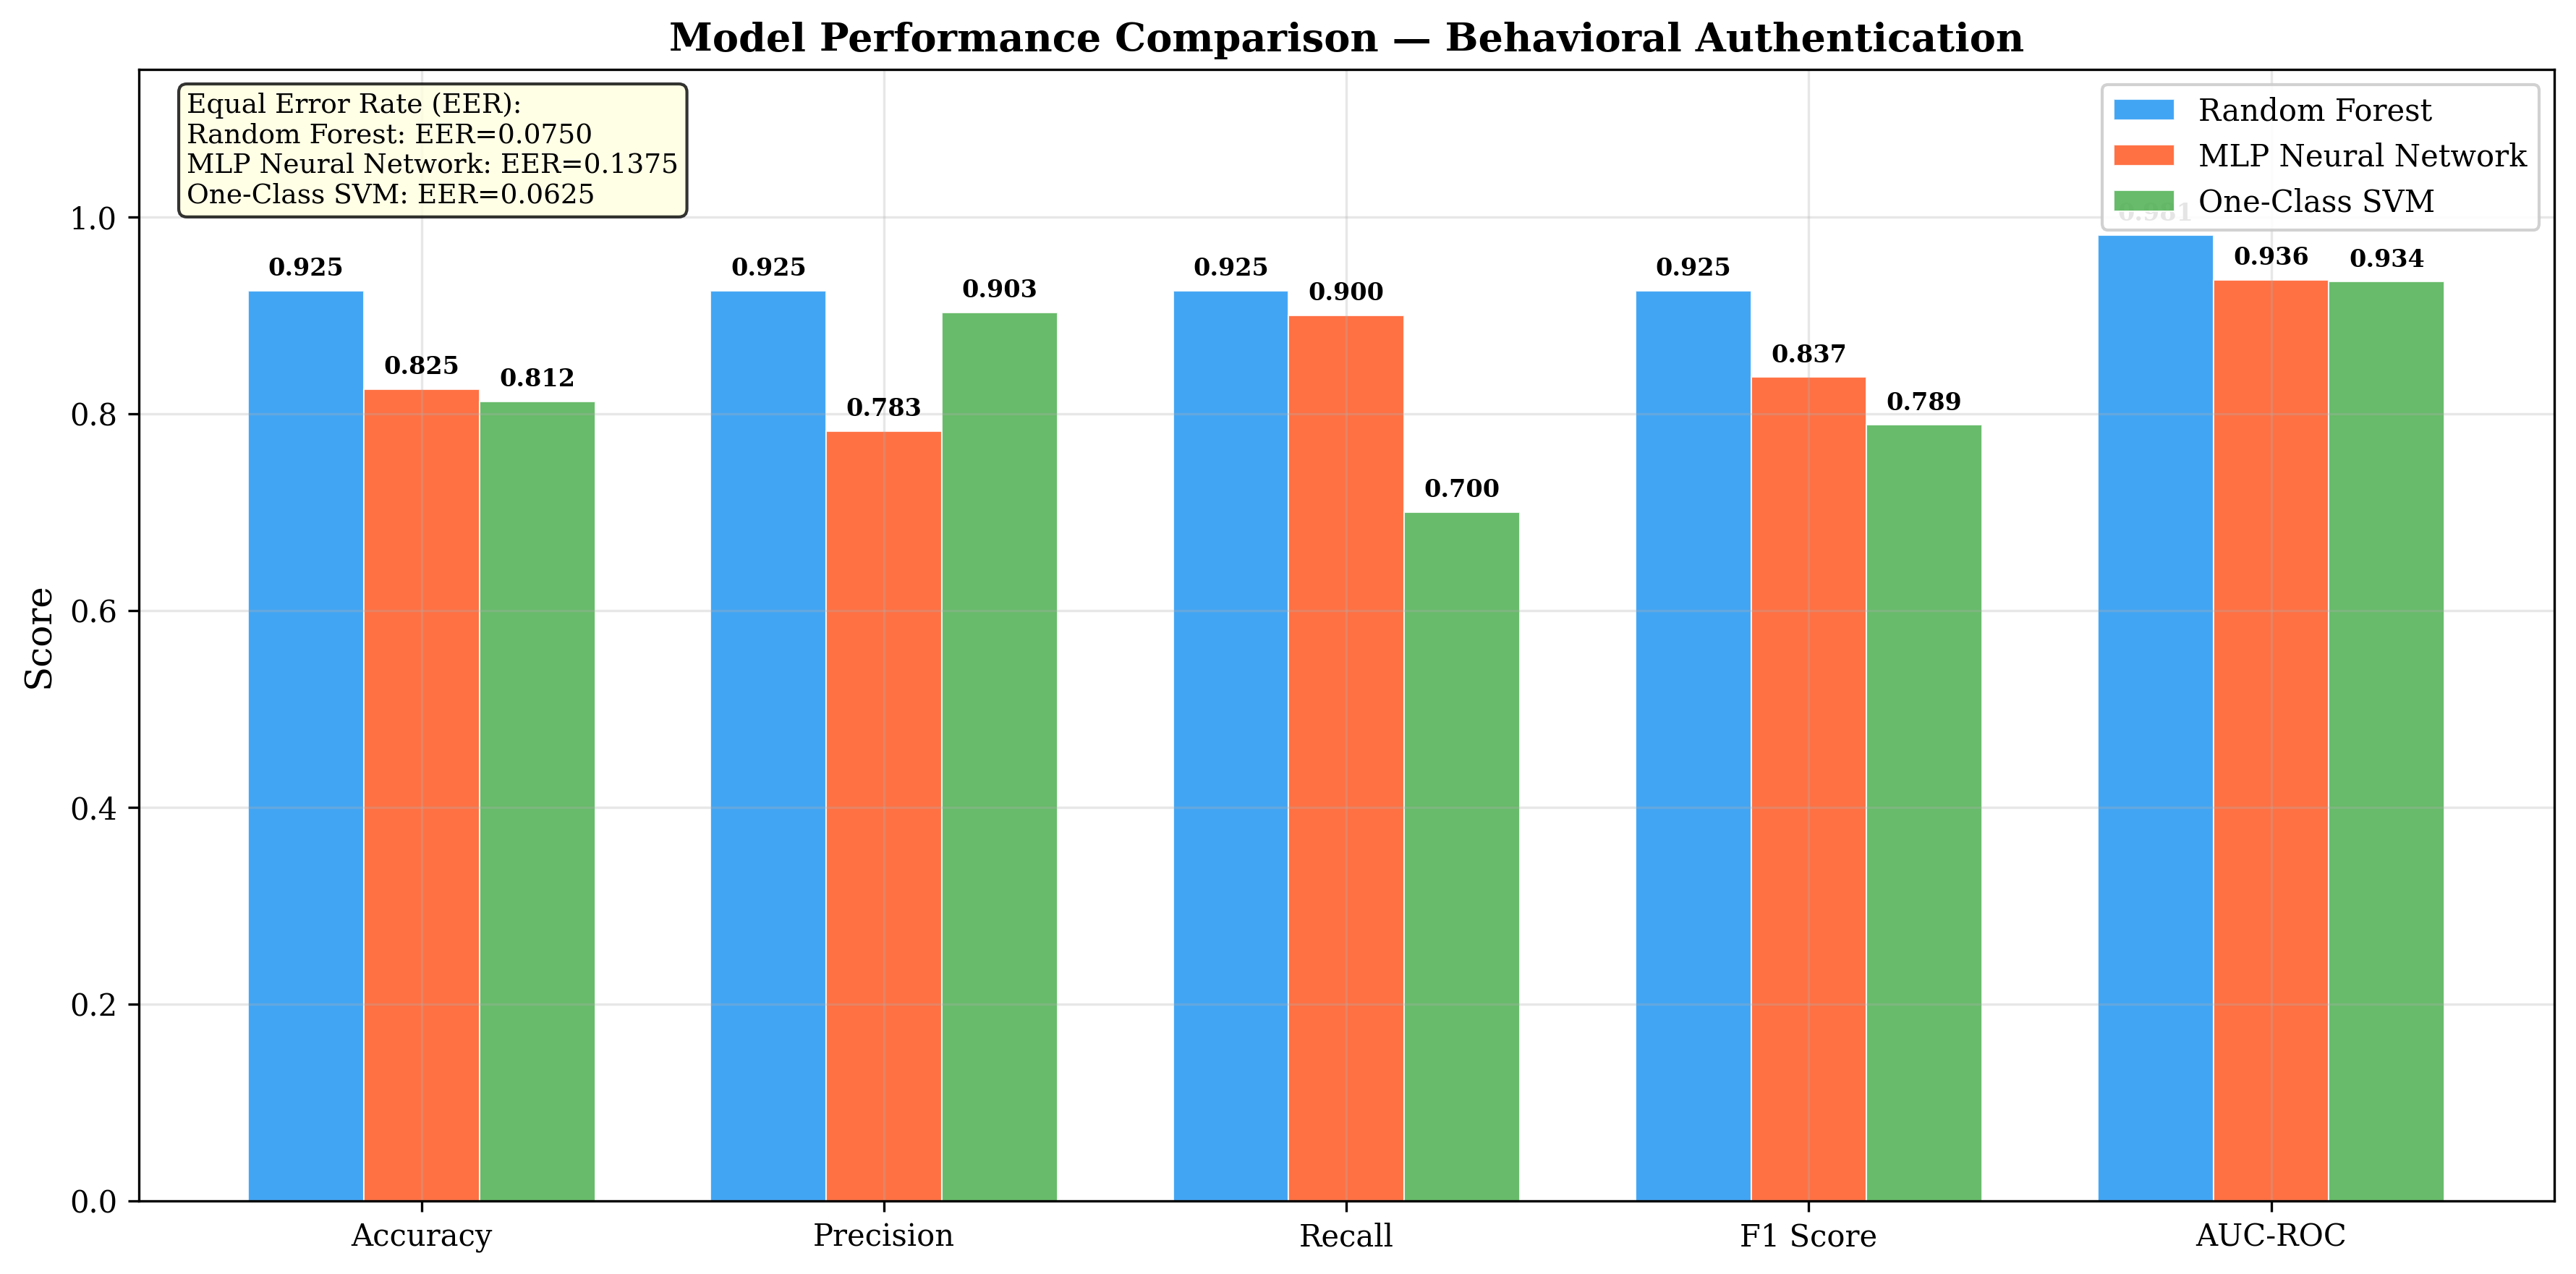 Model Performance Comparison — Behavioral Authentication
Equal Error Rate (EER):
Random Forest: EER=0.0750
MLP Neural Network: EER=0.1375
One-Class SVM: EER=0.0625
Random Forest
MLP Neural Network
One-Class SVM
Score
1.0
0.8
0.6
0.4
0.2
0.0
0.925
0.825
0.812
0.925
0.783
0.903
0.925
0.900
0.700
0.925
0.837
0.789
0.981
0.936
0.934
Accuracy
Precision
Recall
F1 Score
AUC-ROC